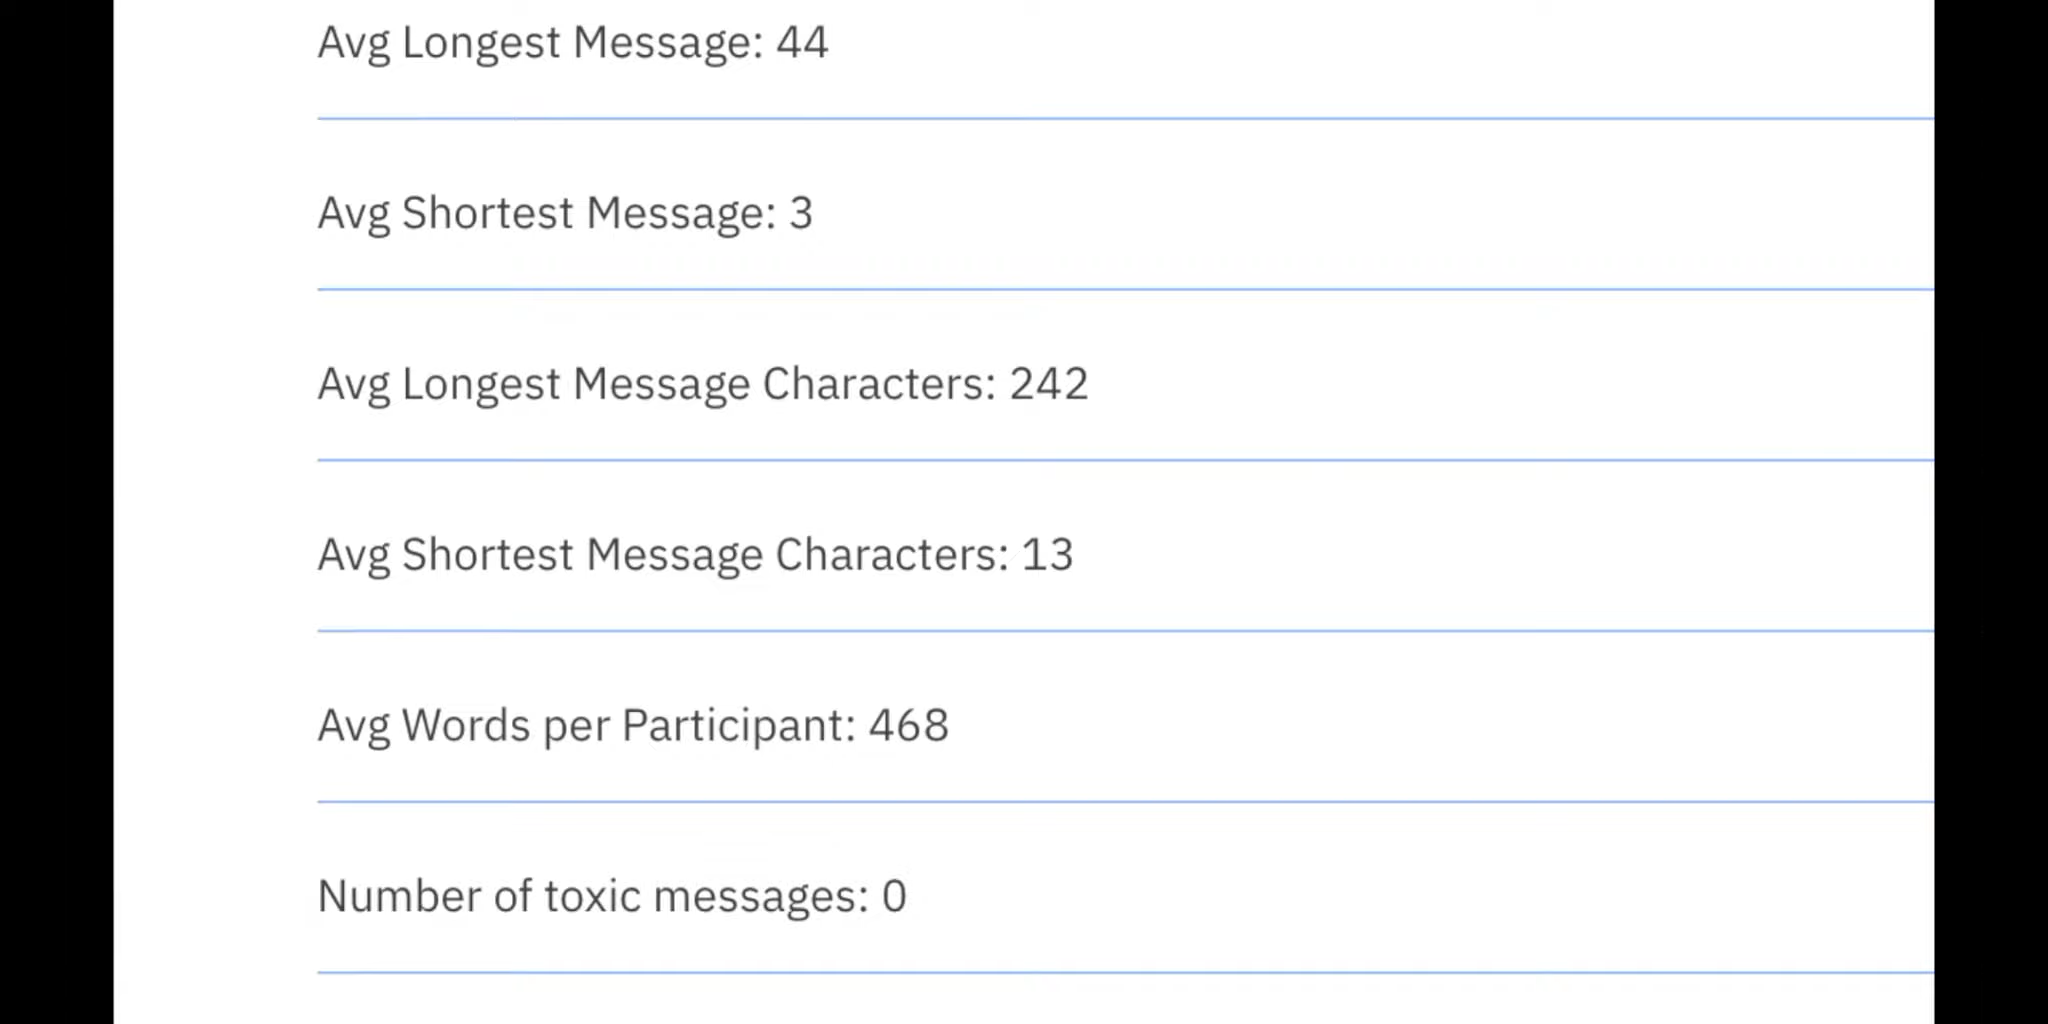 Avg Longest Message: 44
Avg Shortest Message: 3
Avg Longest Message Characters: 242
Avg Shortest Message Characters: 13
Avg Words per Participant: 468
Number of toxic messages: 0